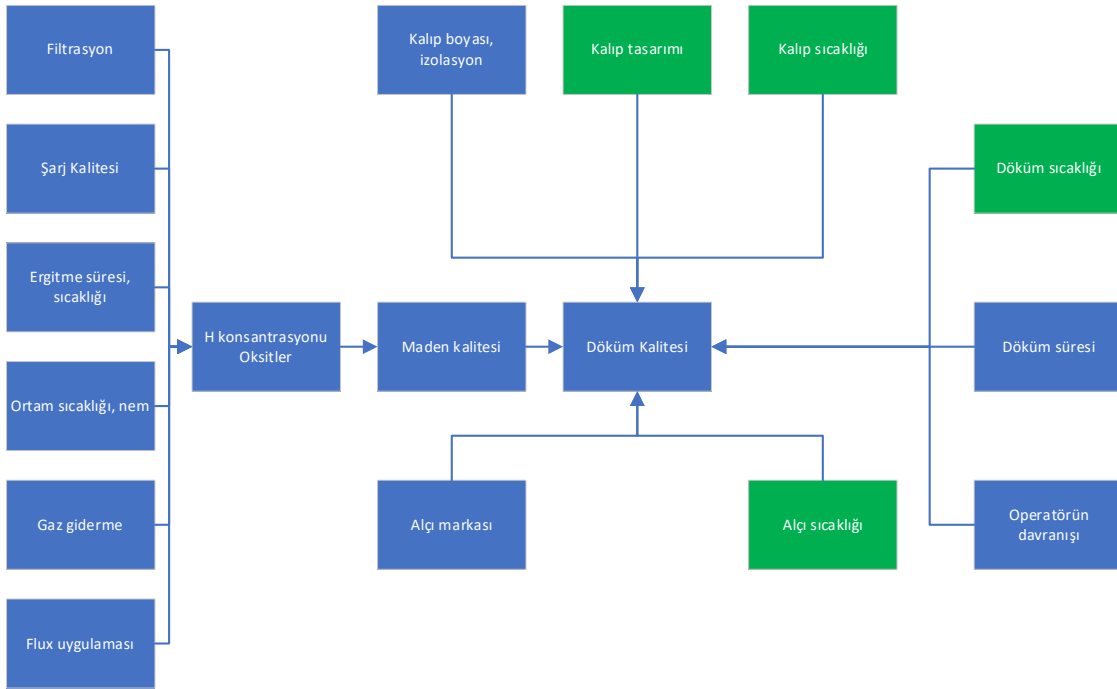 Filtrasyon
Kalıp boyası,
izolasyon
Kalıp tasarımı
Kalıp sıcaklığı
Şarj Kalitesi
Döküm sıcaklığı
Ergitme süresi,
sıcaklığı
H konsantrasyonu
Oksitler
Maden kalitesi
Döküm Kalitesi
Döküm süresi
Ortam sıcaklığı, nem
Gaz giderme
Alçı markası
Alçı sıcaklığı
Operatörün
davranışı
Flux uygulaması